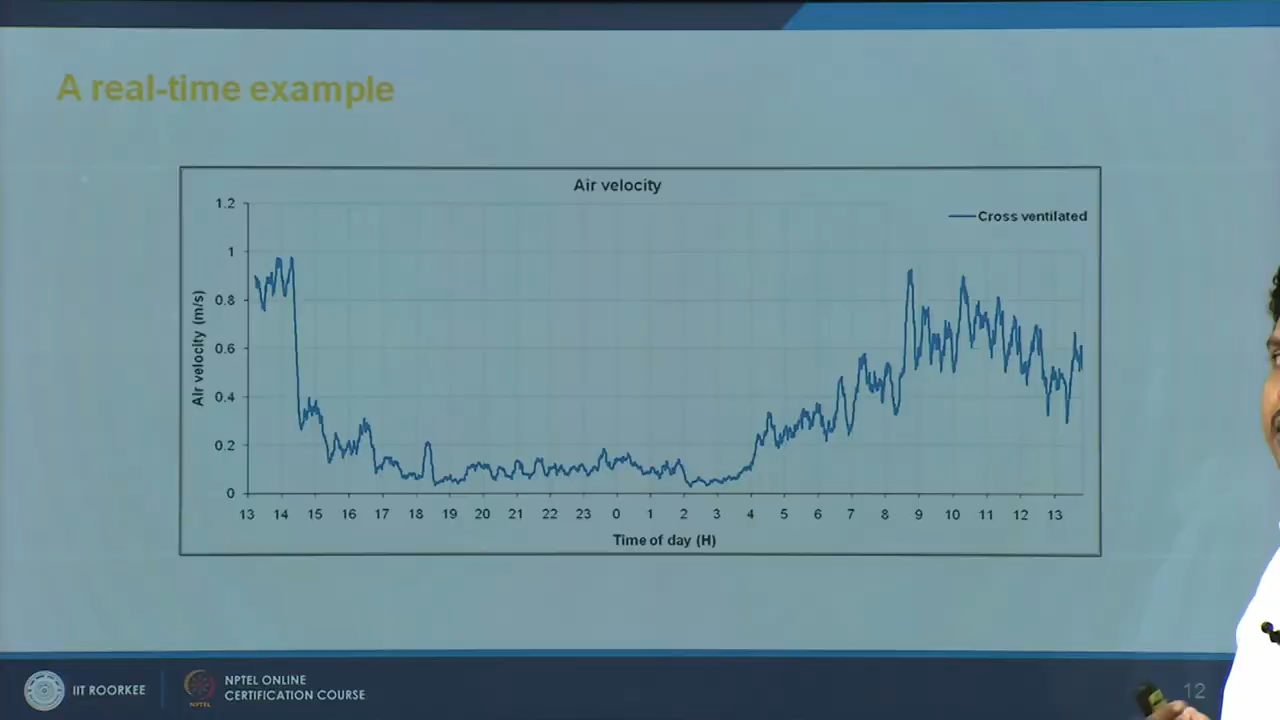 A real-time example
Air velocity
Cross ventilated
1.2
1
0.8
0.6
0.4
0.2
0
Air velocity (m/s)
13 14 15 16 17 18 19 20 21 22 23 0 1 2 3 4 5 6 7 8 9 10 11 12 13
Time of day (H)
IIT ROORKEE
NPTEL
NPTEL ONLINE
CERTIFICATION COURSE
12